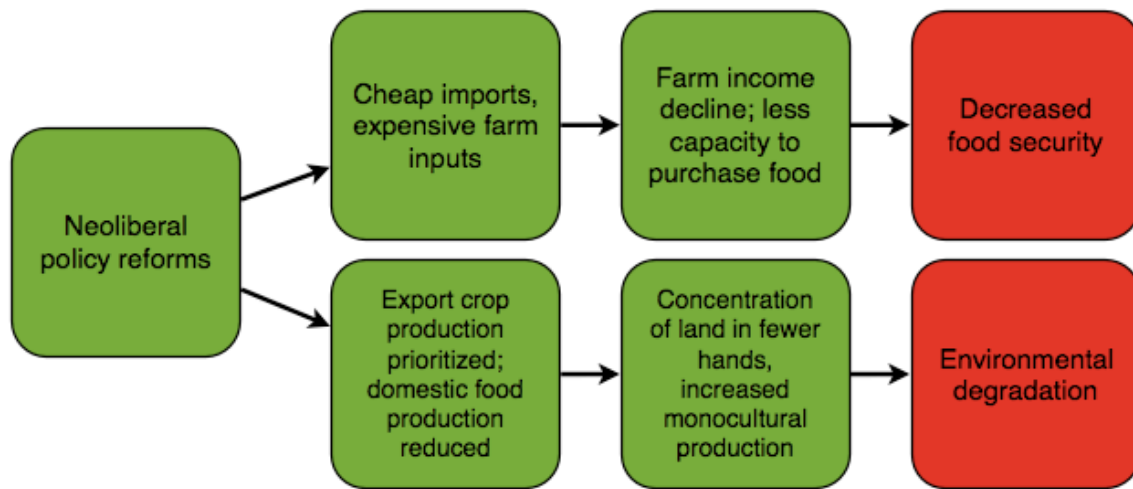 Neoliberal
policy reforms
Cheap imports,
expensive farm
inputs
Farm income
decline; less
capacity to
purchase food
Decreased
food security
Export crop
production
prioritized;
domestic food
production
reduced
Concentration
of land in fewer
hands,
increased
monocultural
production
Environmental
degradation